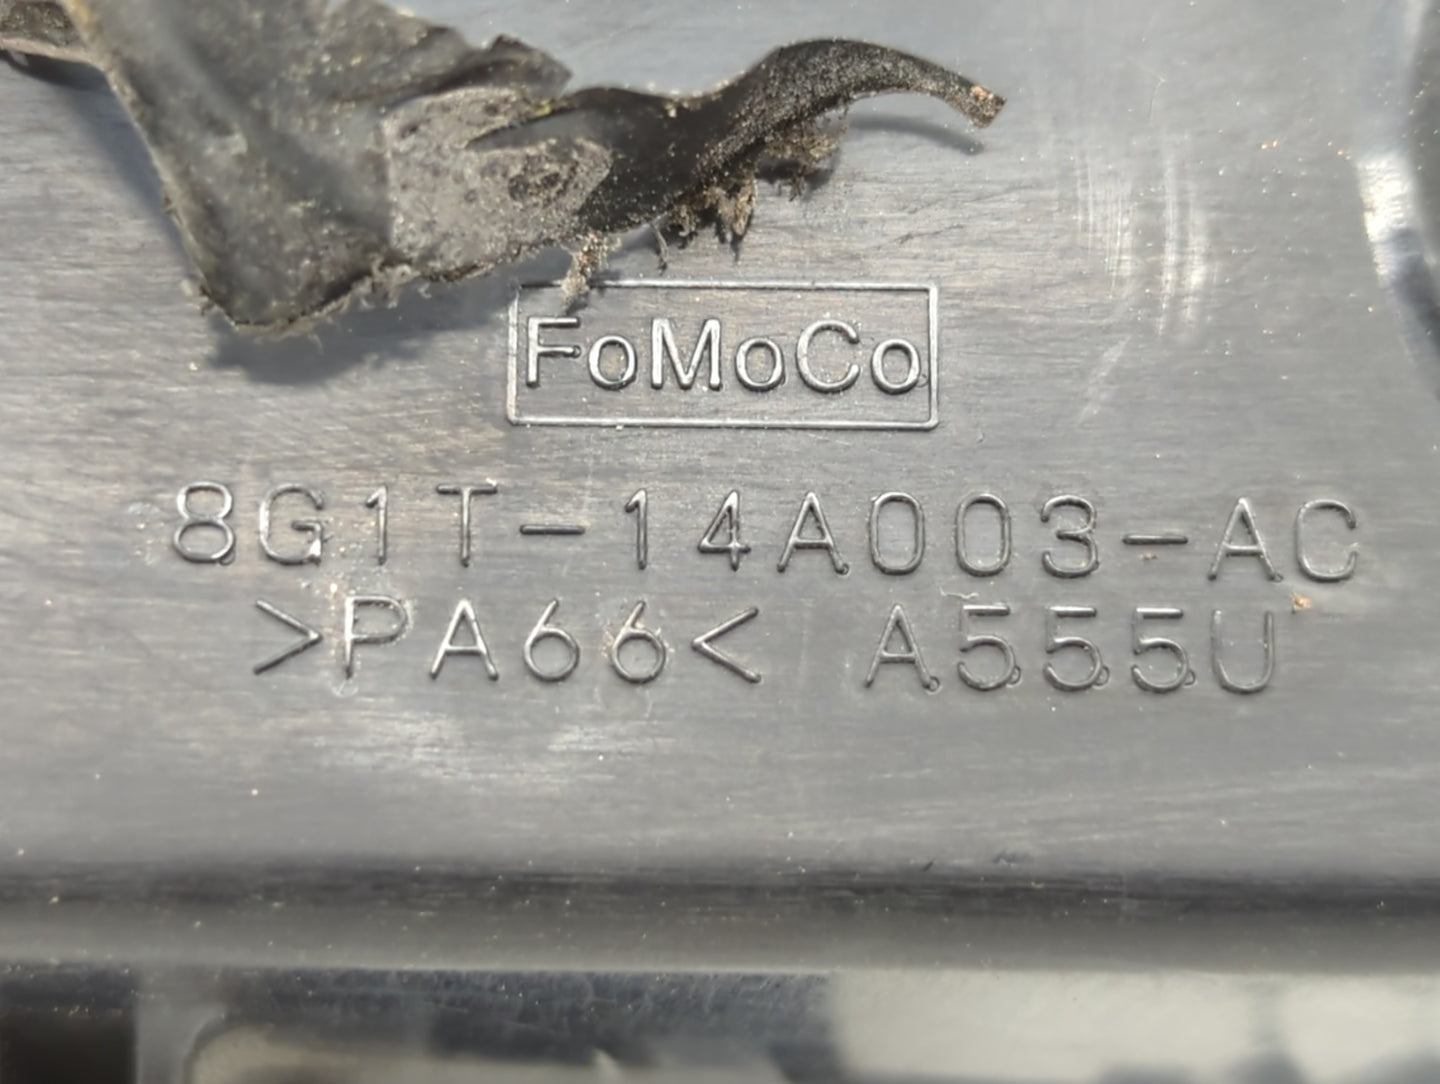 FoMoCo
8G1T-14A003-AC
>PA66< A555U